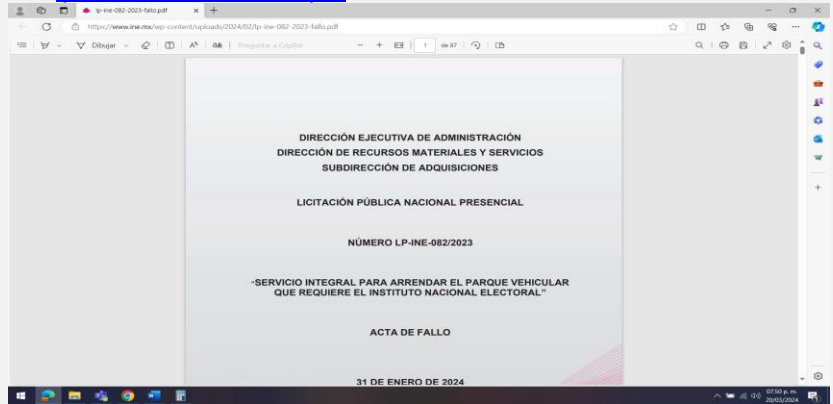 lp-ine-082-2023-fallo.pdf
https://www.ine.mx/wp-content/uploads/2024/02/lp-ine-082-2023-fallo.pdf
Dibujar
Preguntar a Copilot
1 de 87
DIRECCIÓN EJECUTIVA DE ADMINISTRACIÓN
DIRECCIÓN DE RECURSOS MATERIALES Y SERVICIOS
SUBDIRECCIÓN DE ADQUISICIONES
LICITACIÓN PÚBLICA NACIONAL PRESENCIAL
NÚMERO LP-INE-082/2023
"SERVICIO INTEGRAL PARA ARRENDAR EL PARQUE VEHICULAR
QUE REQUIERE EL INSTITUTO NACIONAL ELECTORAL"
ACTA DE FALLO
31 DE ENERO DE 2024
07:50 p. m.
20/03/2024